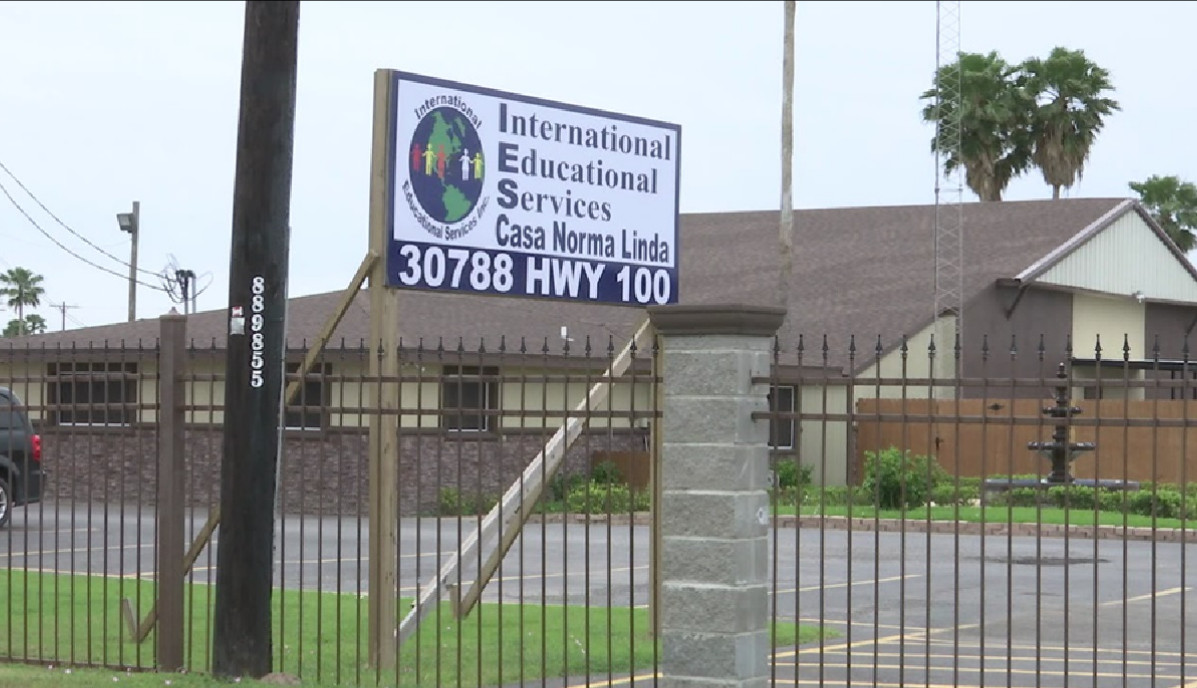 International
Educational Services Inc.
International
Educational
Services
Casa Norma Linda
30788 HWY 100
889855